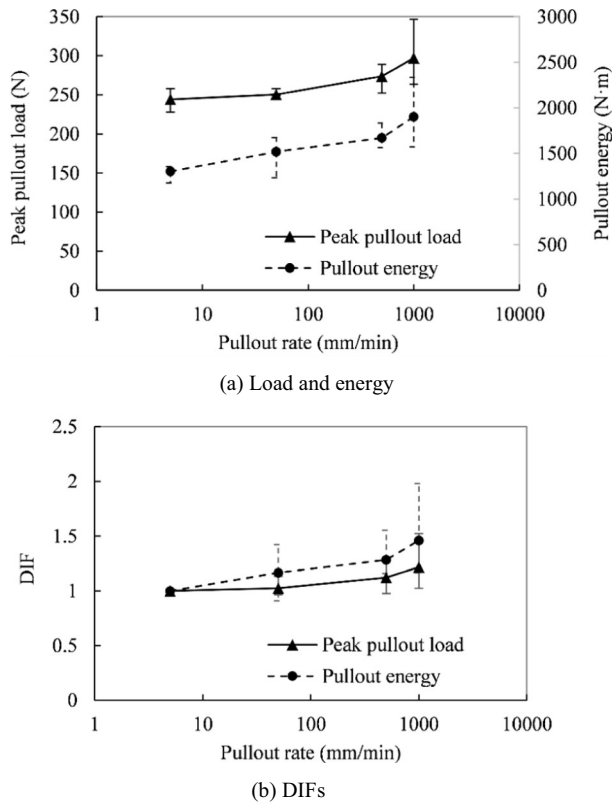 350
300
250
200
150
100
50
0
Peak pullout load (N)
3000
2500
2000
1500
1000
500
0
Pullout energy (N·m)
Peak pullout load
Pullout energy
1 10 100 1000 10000
Pullout rate (mm/min)
(a) Load and energy
2.5
2
1.5
1
0.5
0
DIF
Peak pullout load
Pullout energy
1 10 100 1000 10000
Pullout rate (mm/min)
(b) DIFs